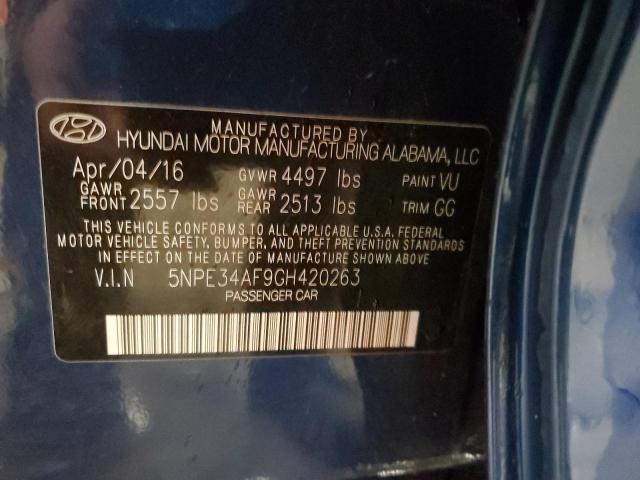 MANUFACTURED BY
HYUNDAI MOTOR MANUFACTURING ALABAMA, LLC
Apr/04/16 GVWR 4497 lbs PAINT VU
GAWR FRONT 2557 lbs GAWR REAR 2513 lbs TRIM GG
THIS VEHICLE CONFORMS TO ALL APPLICABLE U.S.A. FEDERAL
MOTOR VEHICLE SAFETY, BUMPER, AND THEFT PREVENTION STANDARDS
IN EFFECT ON THE DATE OF MANUFACTURE SHOWN ABOVE.
V.I.N 5NPE34AF9GH420263
PASSENGER CAR